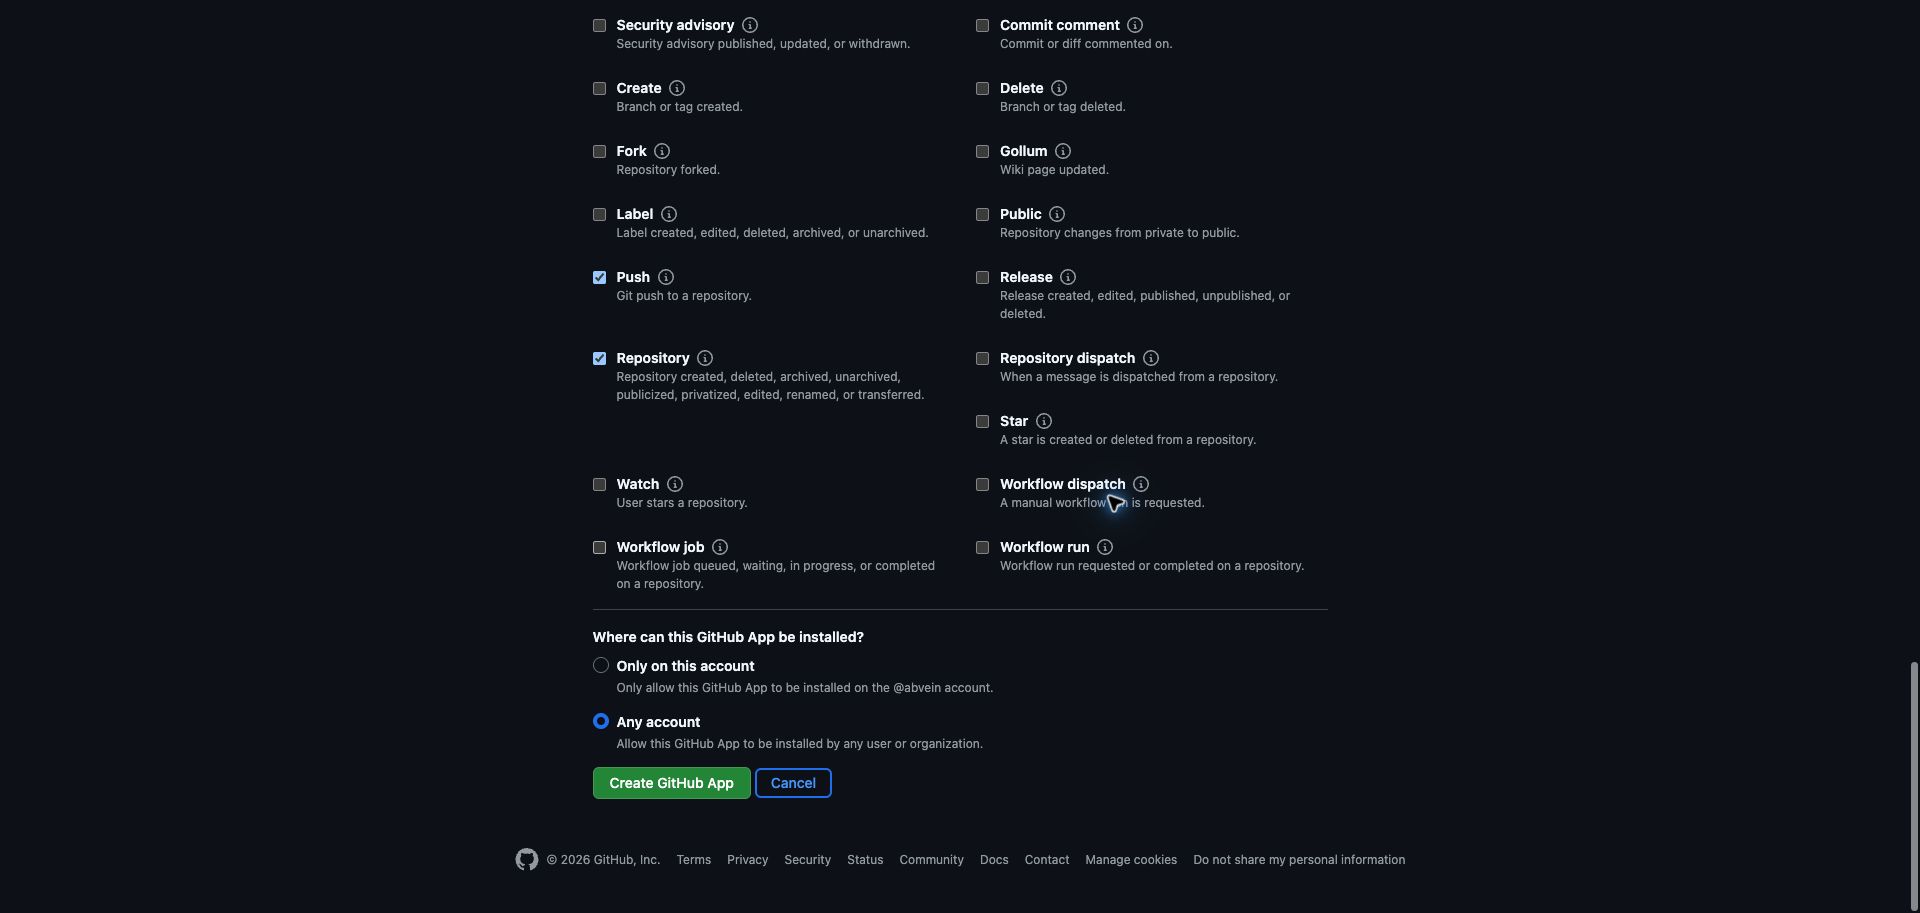 Security advisory
Security advisory published, updated, or withdrawn.
Commit comment
Commit or diff commented on.
Create
Branch or tag created.
Delete
Branch or tag deleted.
Fork
Repository forked.
Gollum
Wiki page updated.
Label
Label created, edited, deleted, archived, or unarchived.
Public
Repository changes from private to public.
Push
Git push to a repository.
Release
Release created, edited, published, unpublished, or
deleted.
Repository
Repository created, deleted, archived, unarchived,
publicized, privatized, edited, renamed, or transferred.
Repository dispatch
When a message is dispatched from a repository.
Star
A star is created or deleted from a repository.
Watch
User stars a repository.
Workflow dispatch
A manual workflow is requested.
Workflow job
Workflow job queued, waiting, in progress, or completed
on a repository.
Workflow run
Workflow run requested or completed on a repository.
Where can this GitHub App be installed?
Only on this account
Only allow this GitHub App to be installed on the @abvein account.
Any account
Allow this GitHub App to be installed by any user or organization.
Create GitHub App
Cancel
© 2026 GitHub, Inc.
Terms
Privacy
Security
Status
Community
Docs
Contact
Manage cookies
Do not share my personal information